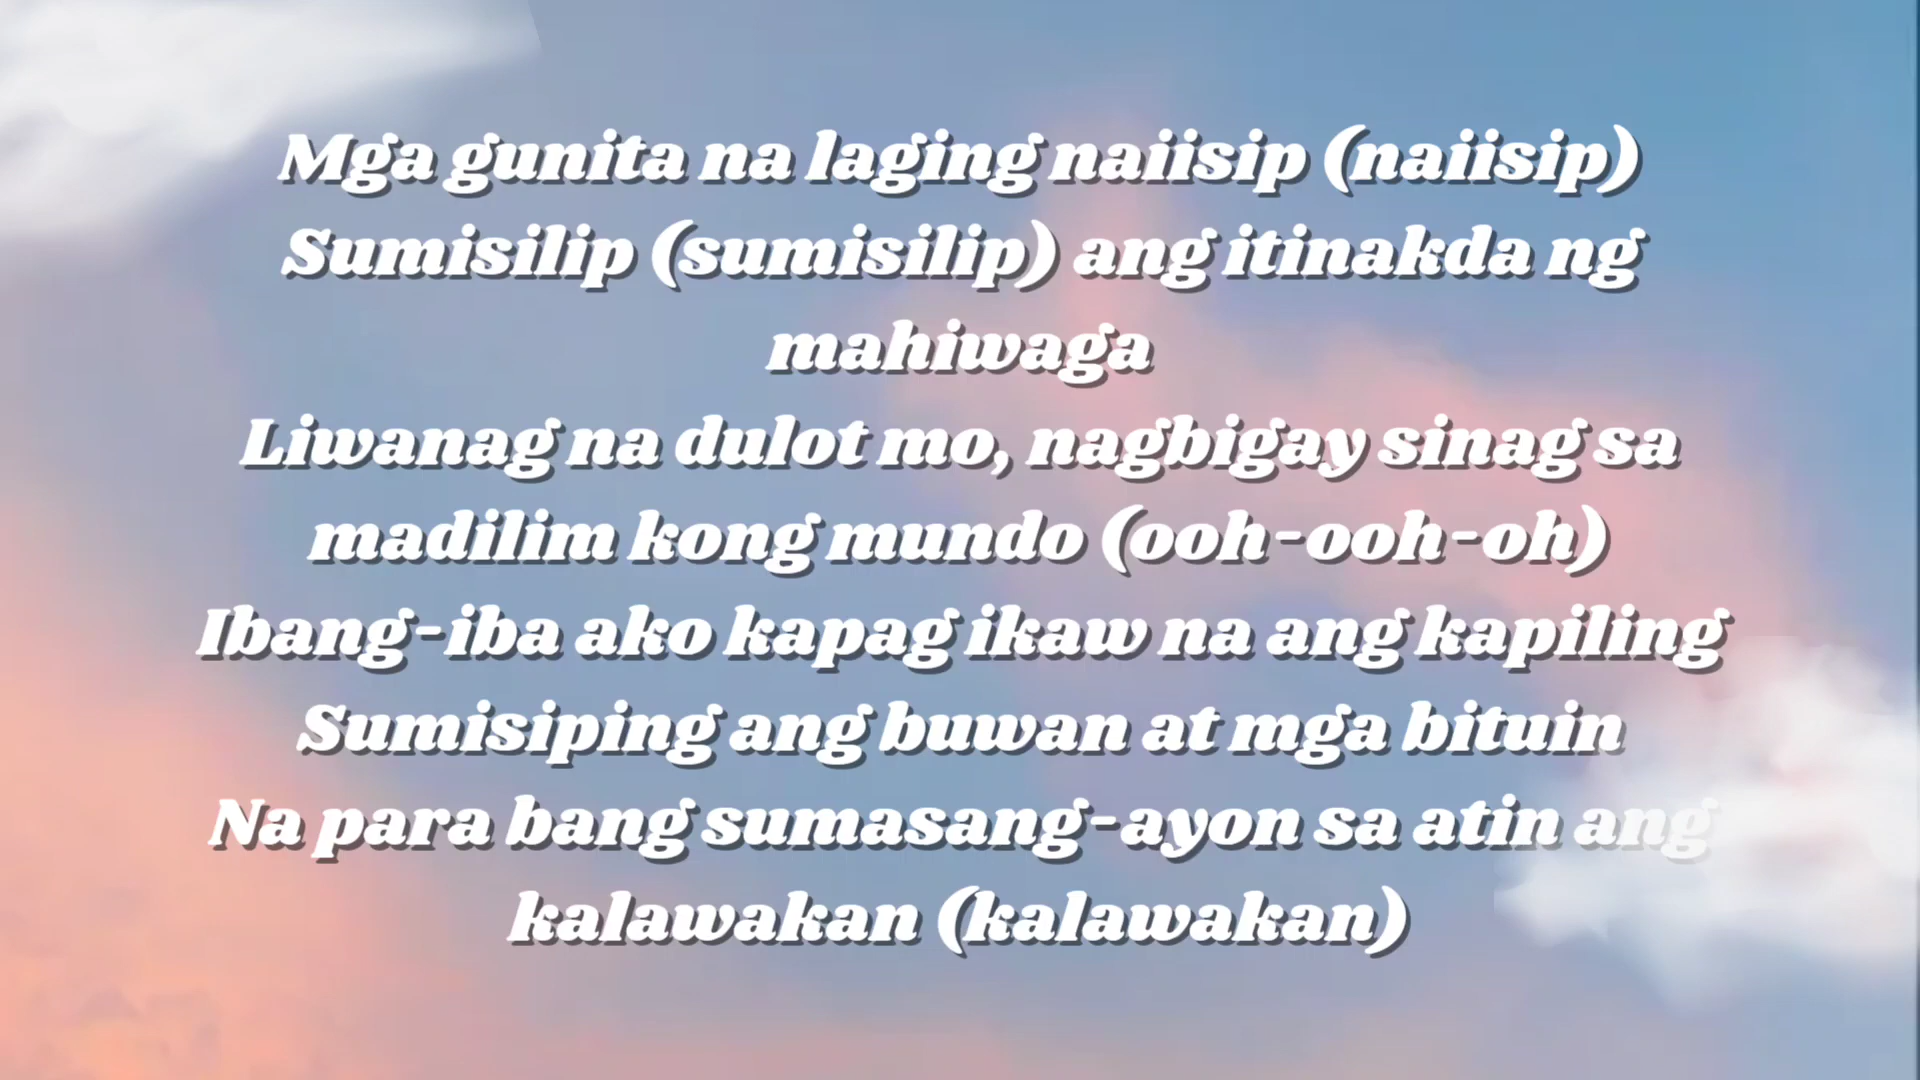 Mga gunita na laging naiisip (naiisip)
Sumisilip (sumisilip) ang itinakda ng
mahiwaga
Liwanag na dulot mo, nagbigay sinag sa
madilim kong mundo (ooh-ooh-oh)
Ibang-iba ako kapag ikaw na ang kapiling
Sumisiping ang buwan at mga bituin
Na para bang sumasang-ayon sa atin ang
kalawakan (kalawakan)